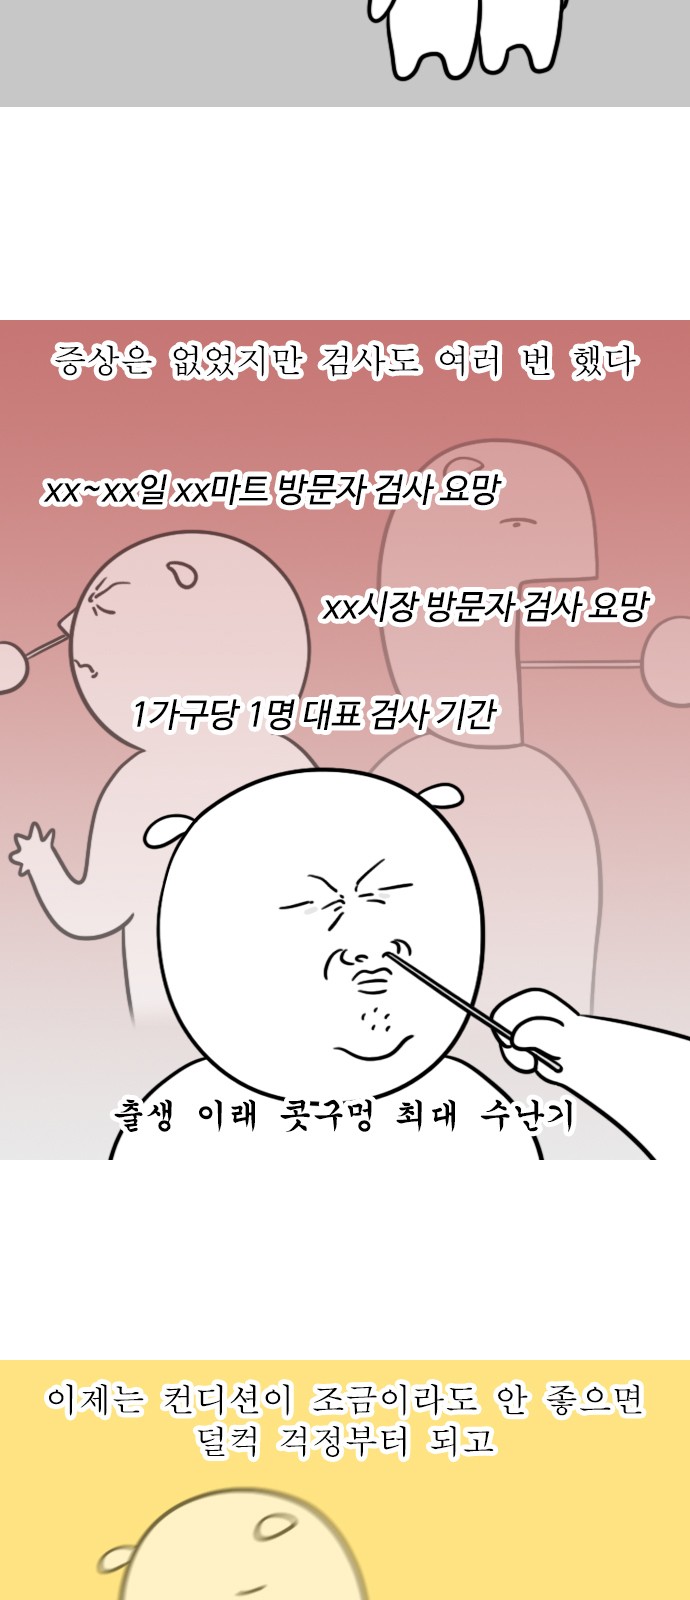 증상은 없었지만 검사도 여러 번 했다
xx~xx일 xx마트 방문자 검사 요망
xx시장 방문자 검사 요망
1가구당 1명 대표 검사 기간
출생 이래 콧구멍 최대 수난기
이제는 컨디션이 조금이라도 안 좋으면
덜컥 걱정부터 되고